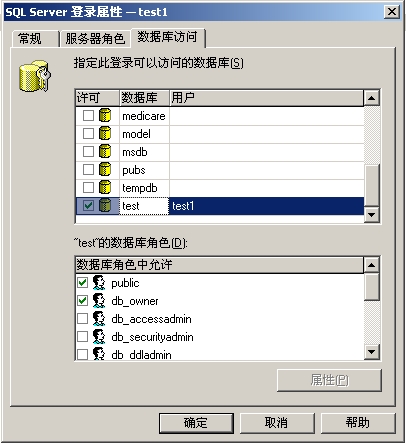 SQL Server 登录属性 — test1
常规 服务器角色 数据库访问
指定此登录可以访问的数据库(S)
许可 数据库 用户
medicare
model
msdb
pubs
tempdb
test test1
"test"的数据库角色(D):
数据库角色中允许
public
db_owner
db_accessadmin
db_securityadmin
db_ddladmin
属性(P)
确定 取消 帮助